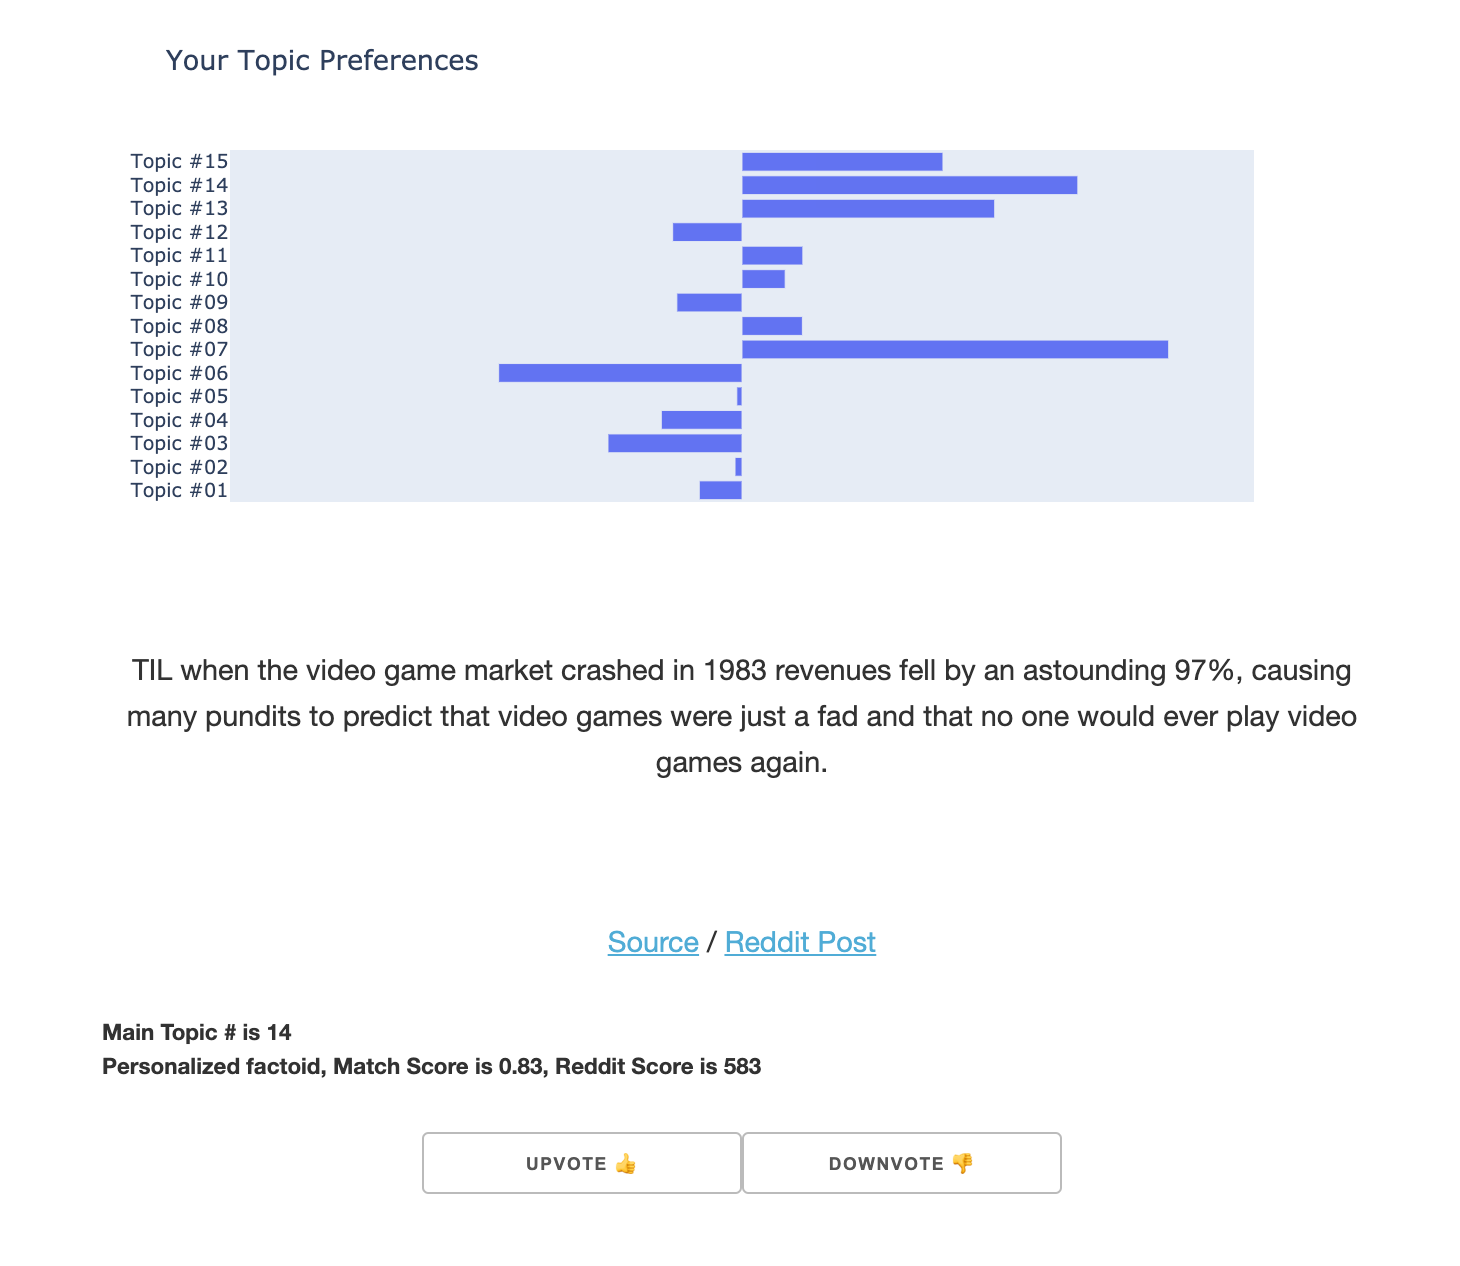 Your Topic Preferences
Topic #15
Topic #14
Topic #13
Topic #12
Topic #11
Topic #10
Topic #09
Topic #08
Topic #07
Topic #06
Topic #05
Topic #04
Topic #03
Topic #02
Topic #01
TIL when the video game market crashed in 1983 revenues fell by an astounding 97%, causing
many pundits to predict that video games were just a fad and that no one would ever play video
games again.
Source / Reddit Post
Main Topic # is 14
Personalized factoid, Match Score is 0.83, Reddit Score is 583
UPVOTE 👍 DOWNVOTE 👎